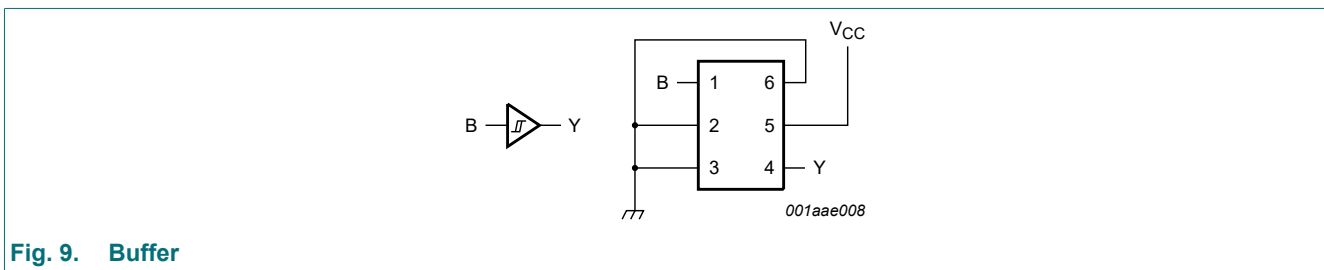 VCC
B 1 6
B Y 2 5
3 4 Y
001aae008
Fig. 9. Buffer